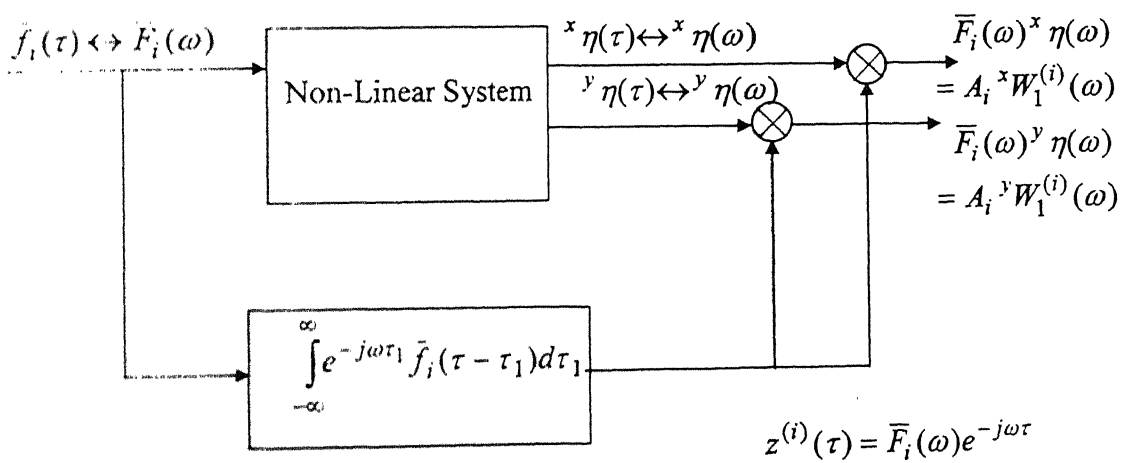 f_i(τ) ↔ F_i(ω)
Non-Linear System
^x η(τ)↔^x η(ω)
^y η(τ)↔^y η(ω)
F̅_i(ω)^x η(ω)
= A_i ^x W_1^(i)(ω)
F̅_i(ω)^y η(ω)
= A_i ^y W_1^(i)(ω)
∫_{-∞}^{∞} e^{-jωτ_1} f̄_i(τ − τ_1)dτ_1
z^(i)(τ) = F̅_i(ω)e^{-jωτ}